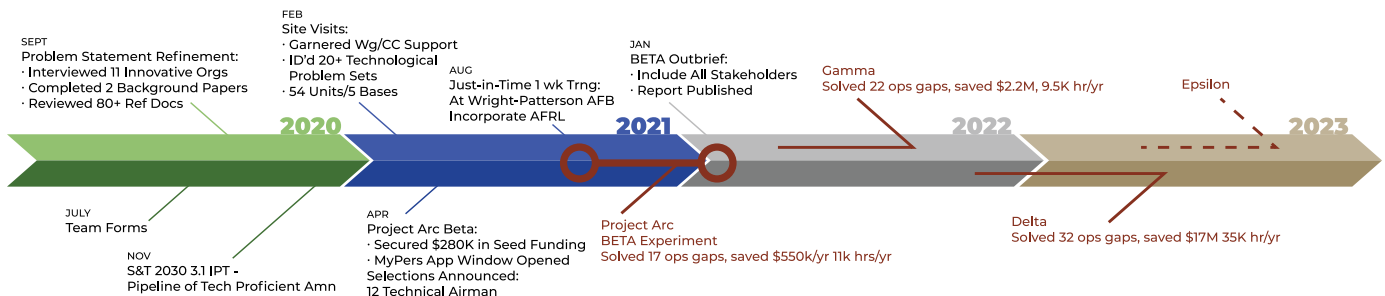 SEPT
Problem Statement Refinement:
· Interviewed 11 Innovative Orgs
· Completed 2 Background Papers
· Reviewed 80+ Ref Docs
2020
JULY
Team Forms
NOV
S&T 2030 3.1 IPT -
Pipeline of Tech Proficient Amn
FEB
Site Visits:
· Garnered Wg/CC Support
· ID'd 20+ Technological
Problem Sets
· 54 Units/5 Bases
AUG
Just-in-Time 1 wk Trng:
At Wright-Patterson AFB
Incorporate AFRL
2021
APR
Project Arc Beta:
· Secured $280K in Seed Funding
· MyPers App Window Opened
Selections Announced:
12 Technical Airman
Project Arc
BETA Experiment
Solved 17 ops gaps, saved $550k/yr 11k hrs/yr
JAN
BETA Outbrief:
· Include All Stakeholders
· Report Published
Gamma
Solved 22 ops gaps, saved $2.2M, 9.5K hr/yr
2022
Delta
Solved 32 ops gaps, saved $17M 35K hr/yr
Epsilon
2023